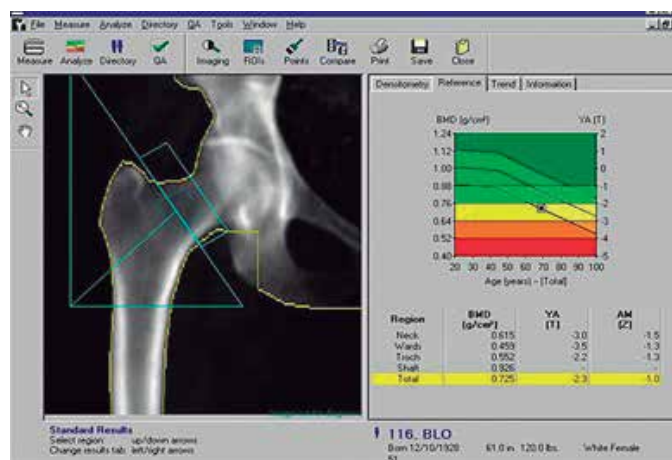 File Measure Analyze Directory QA Tools Window Help
Measure Analyze Directory QA Imaging ROIs Points Compare Print Save Close
Densitometry Reference Trend Information
BMD (g/cm²) YA (T)
1.24 2
1.12 1
1.00 0
0.88 -1
0.76 -2
0.64 -3
0.52 -4
0.40 -5
20 30 40 50 60 70 80 90 100
Age (years) - (Total)
Region BMD (g/cm²) YA (T) AM (Z)
Neck 0.615 -3.0 -1.5
Wards 0.459 -3.5 -1.3
Troch 0.552 -2.2 -1.3
Shaft 0.926 - -
Total 0.725 -2.3 -1.0
Standard Results
Select region: up/down arrows
Change results tab: left/right arrows
116, BLO
Born 12/10/1928 61.0 in. 120.0 lbs. White Female